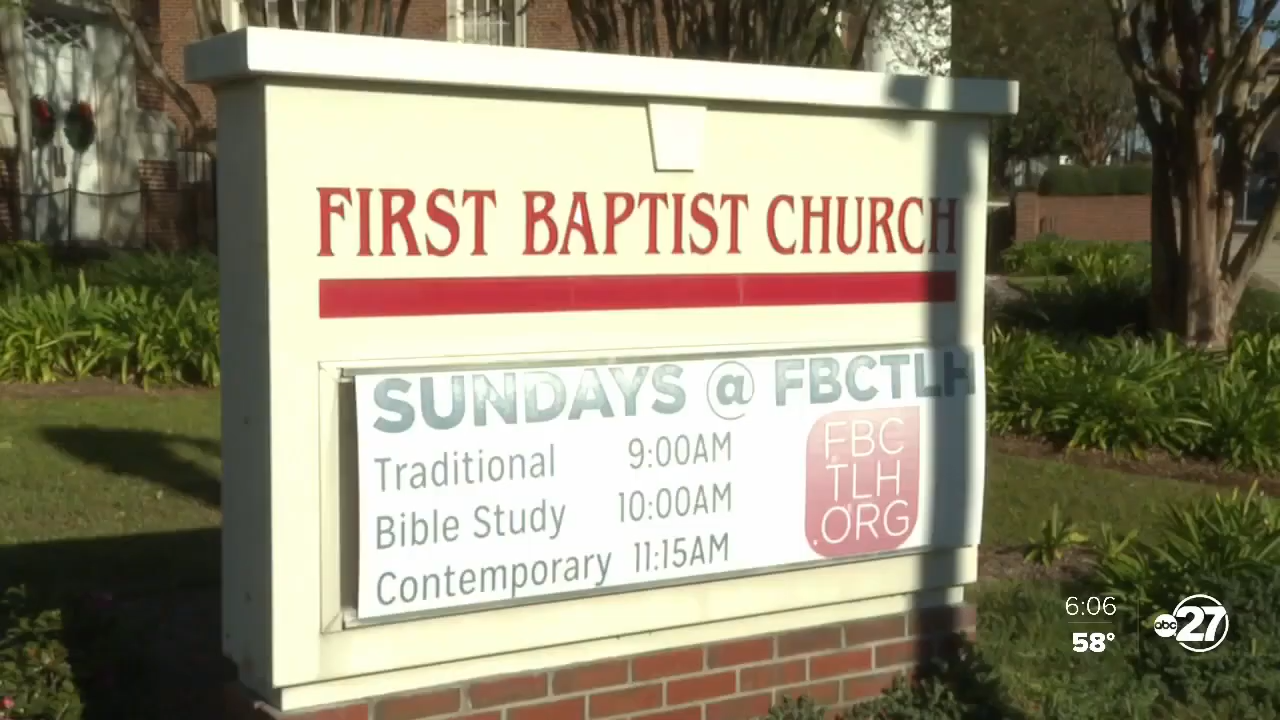 FIRST BAPTIST CHURCH
SUNDAYS @ FBCTLH
Traditional 9:00AM
Bible Study 10:00AM
Contemporary 11:15AM
FBC
TLH
.ORG
6:06
58°
abc 27